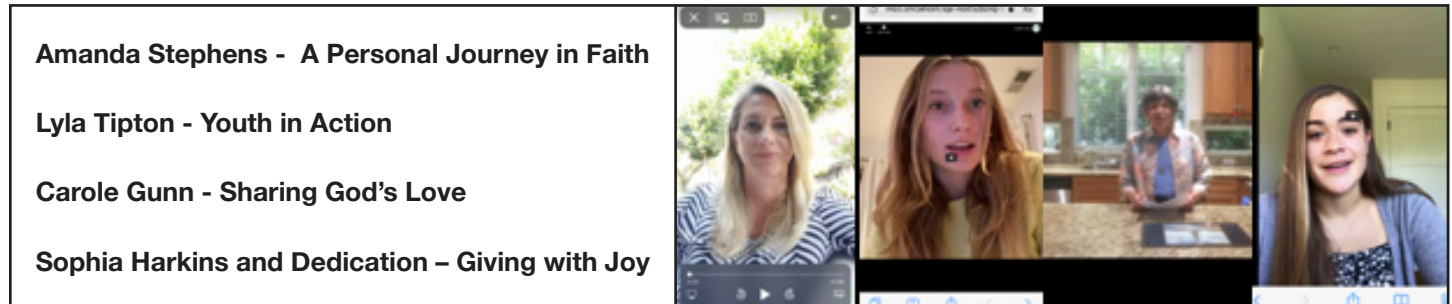 Amanda Stephens -  A Personal Journey in Faith
Lyla Tipton - Youth in Action
Carole Gunn - Sharing God’s Love
Sophia Harkins and Dedication – Giving with Joy